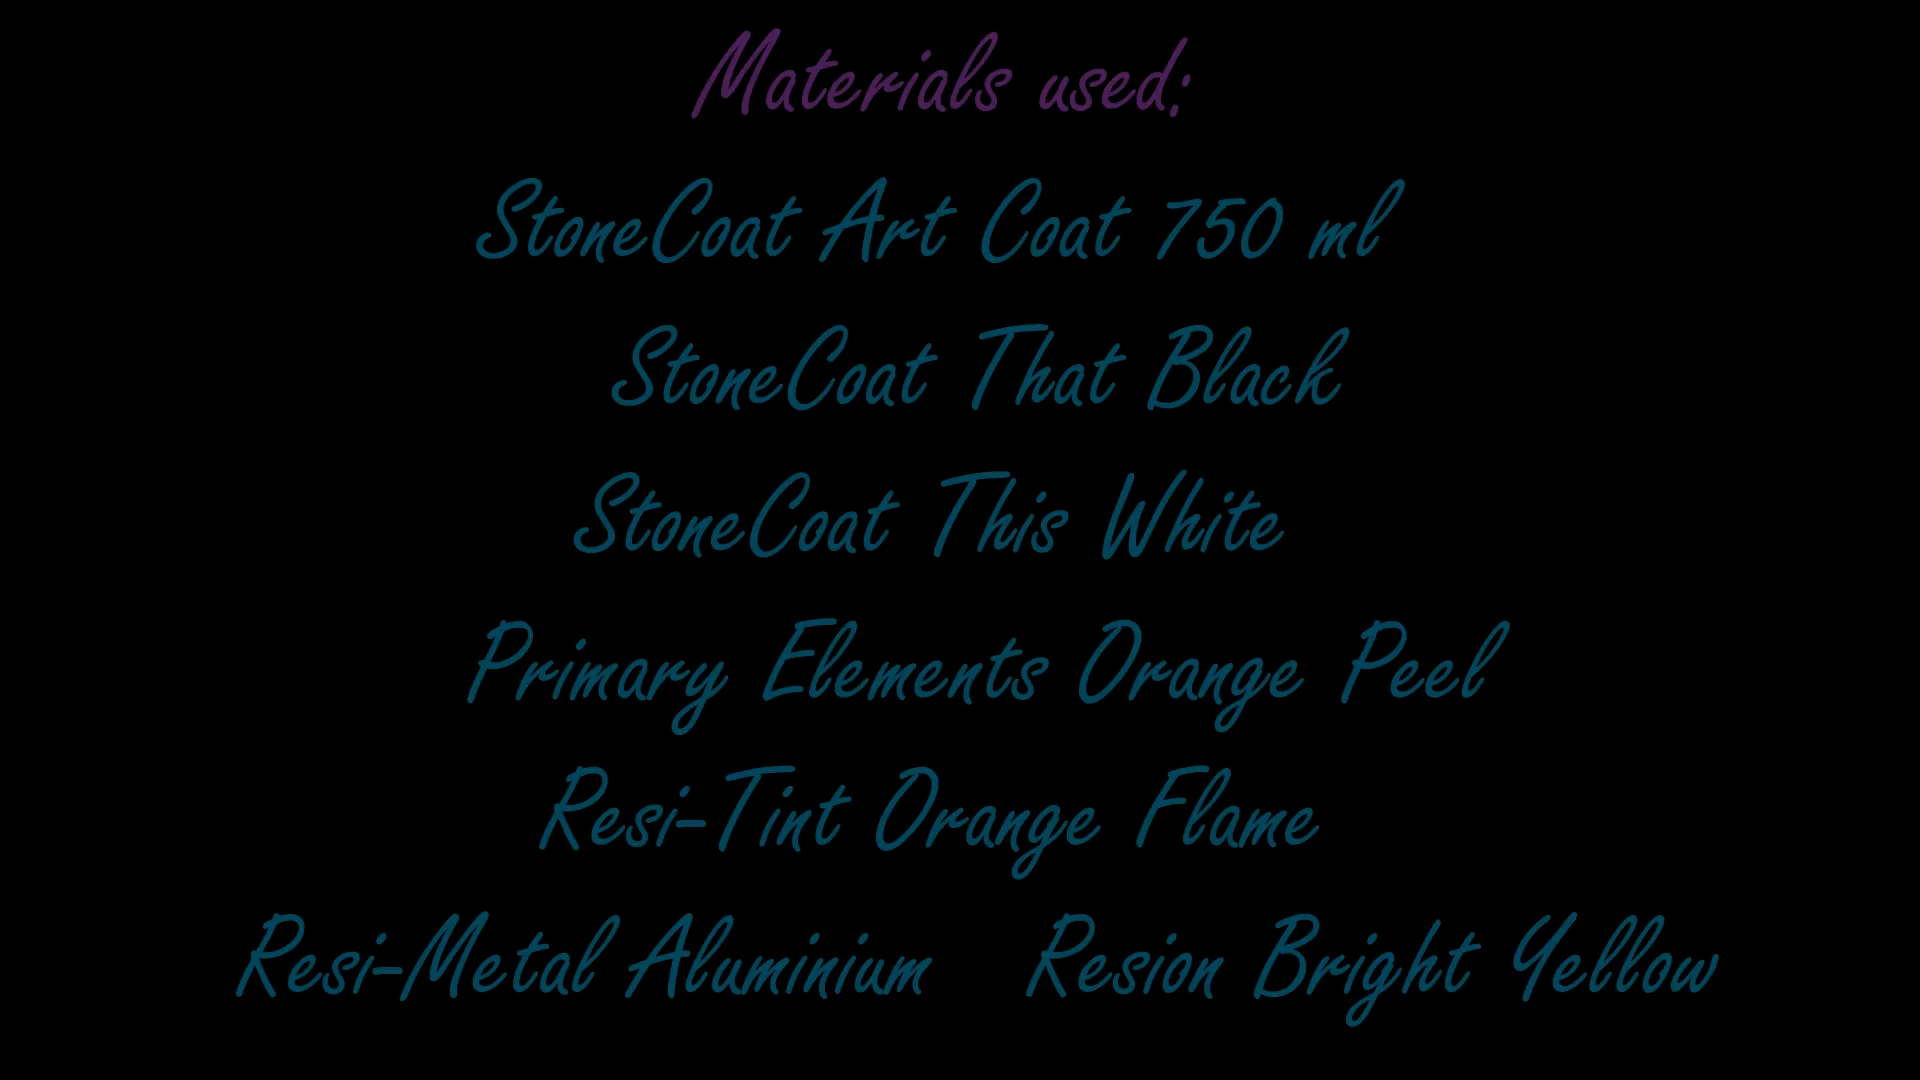 Materials used:
StoneCoat Art Coat 750 ml
StoneCoat That Black
StoneCoat This White
Primary Elements Orange Peel
Resi-Tint Orange Flame
Resi-Metal Aluminium Resion Bright Yellow